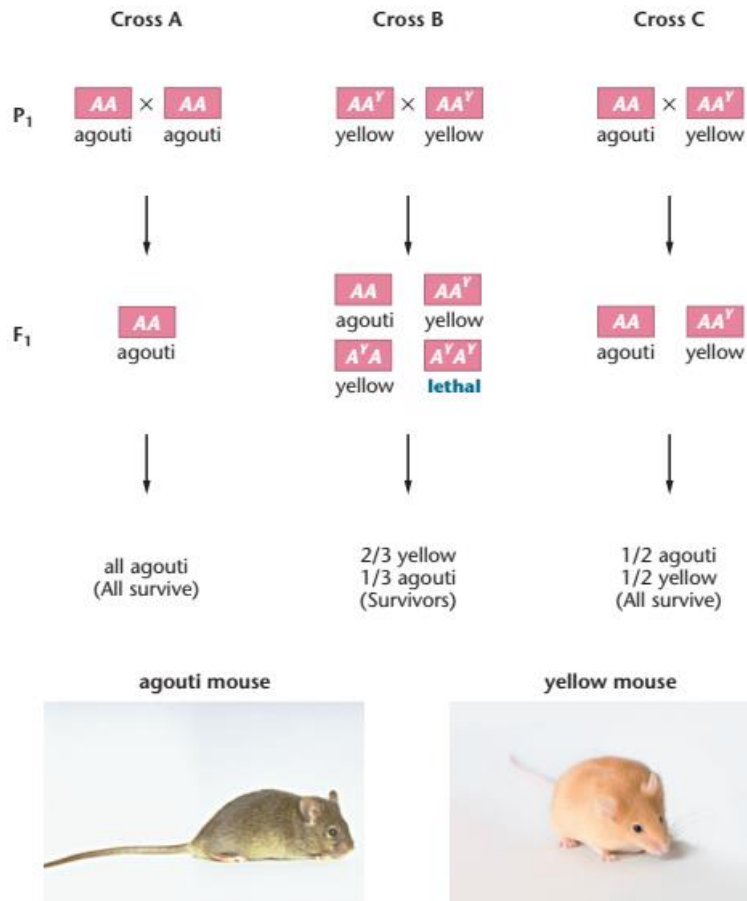 Cross A Cross B Cross C
P₁ AA × AA AAʸ × AAʸ AA × AAʸ
agouti agouti yellow yellow agouti yellow
AA AAʸ
agouti yellow
F₁ AA AA AAʸ
agouti agouti yellow
AʸA AʸAʸ
yellow lethal
all agouti
(All survive)
2/3 yellow
1/3 agouti
(Survivors)
1/2 agouti
1/2 yellow
(All survive)
agouti mouse yellow mouse